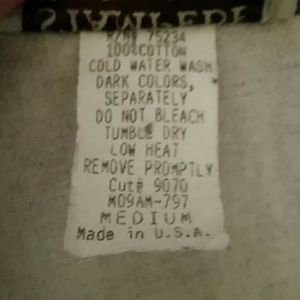 R/N# 75234
100%COTTON
COLD WATER WASH
DARK COLORS,
SEPARATELY
DO NOT BLEACH
TUMBLE DRY
LOW HEAT
REMOVE PROMPTLY
Cut# 9070
M09AM-797
MEDIUM
Made in U.S.A.